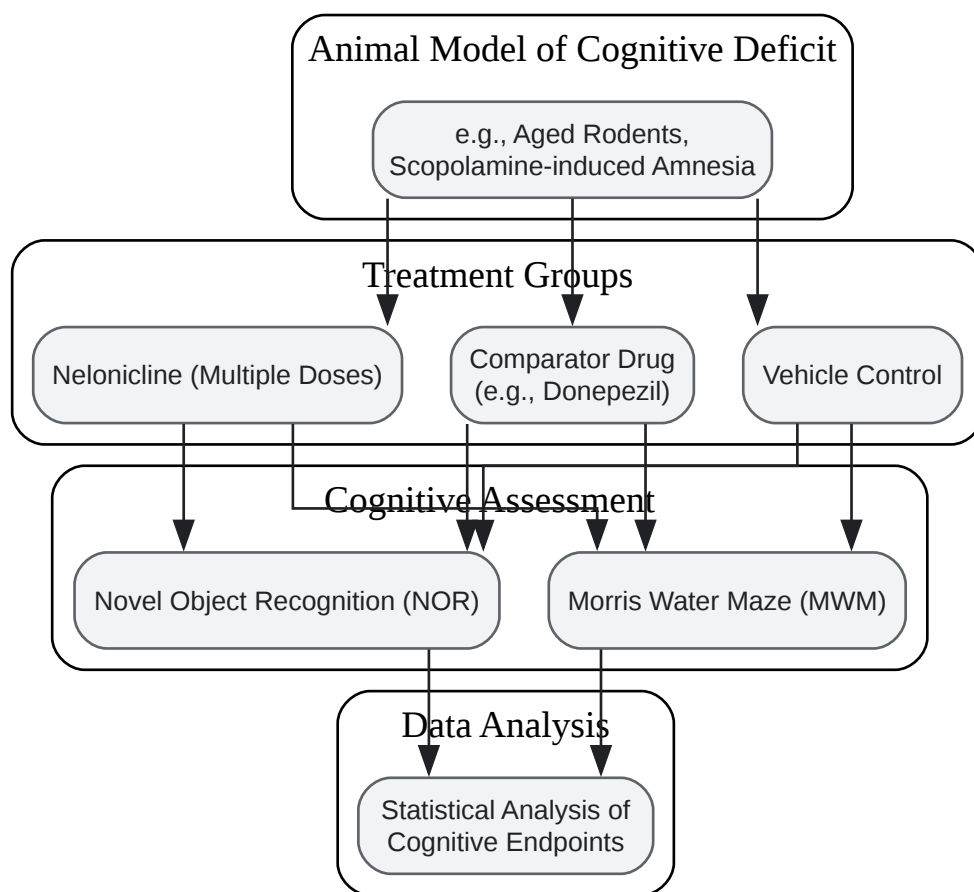 Animal Model of Cognitive Deficit
e.g., Aged Rodents,
Scopolamine-induced Amnesia
Treatment Groups
Nelonicline (Multiple Doses)
Comparator Drug
(e.g., Donepezil)
Vehicle Control
Cognitive Assessment
Novel Object Recognition (NOR)
Morris Water Maze (MWM)
Data Analysis
Statistical Analysis of
Cognitive Endpoints